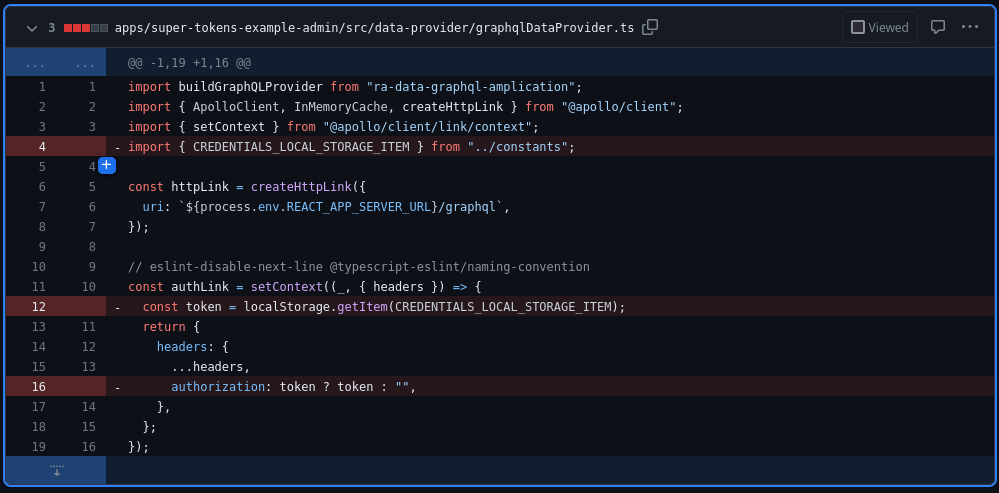 3 apps/super-tokens-example-admin/src/data-provider/graphqlDataProvider.ts Viewed ...
... ... @@ -1,19 +1,16 @@
1 1 import buildGraphQLProvider from "ra-data-graphql-amplication";
2 2 import { ApolloClient, InMemoryCache, createHttpLink } from "@apollo/client";
3 3 import { setContext } from "@apollo/client/link/context";
4 - import { CREDENTIALS_LOCAL_STORAGE_ITEM } from "../constants";
5 4 +
6 5 const httpLink = createHttpLink({
7 6 uri: `${process.env.REACT_APP_SERVER_URL}/graphql`,
8 7 });
9 8
10 9 // eslint-disable-next-line @typescript-eslint/naming-convention
11 10 const authLink = setContext((_, { headers }) => {
12 - const token = localStorage.getItem(CREDENTIALS_LOCAL_STORAGE_ITEM);
13 11 return {
14 12 headers: {
15 13 ...headers,
16 - authorization: token ? token : "",
17 14 },
18 15 };
19 16 });